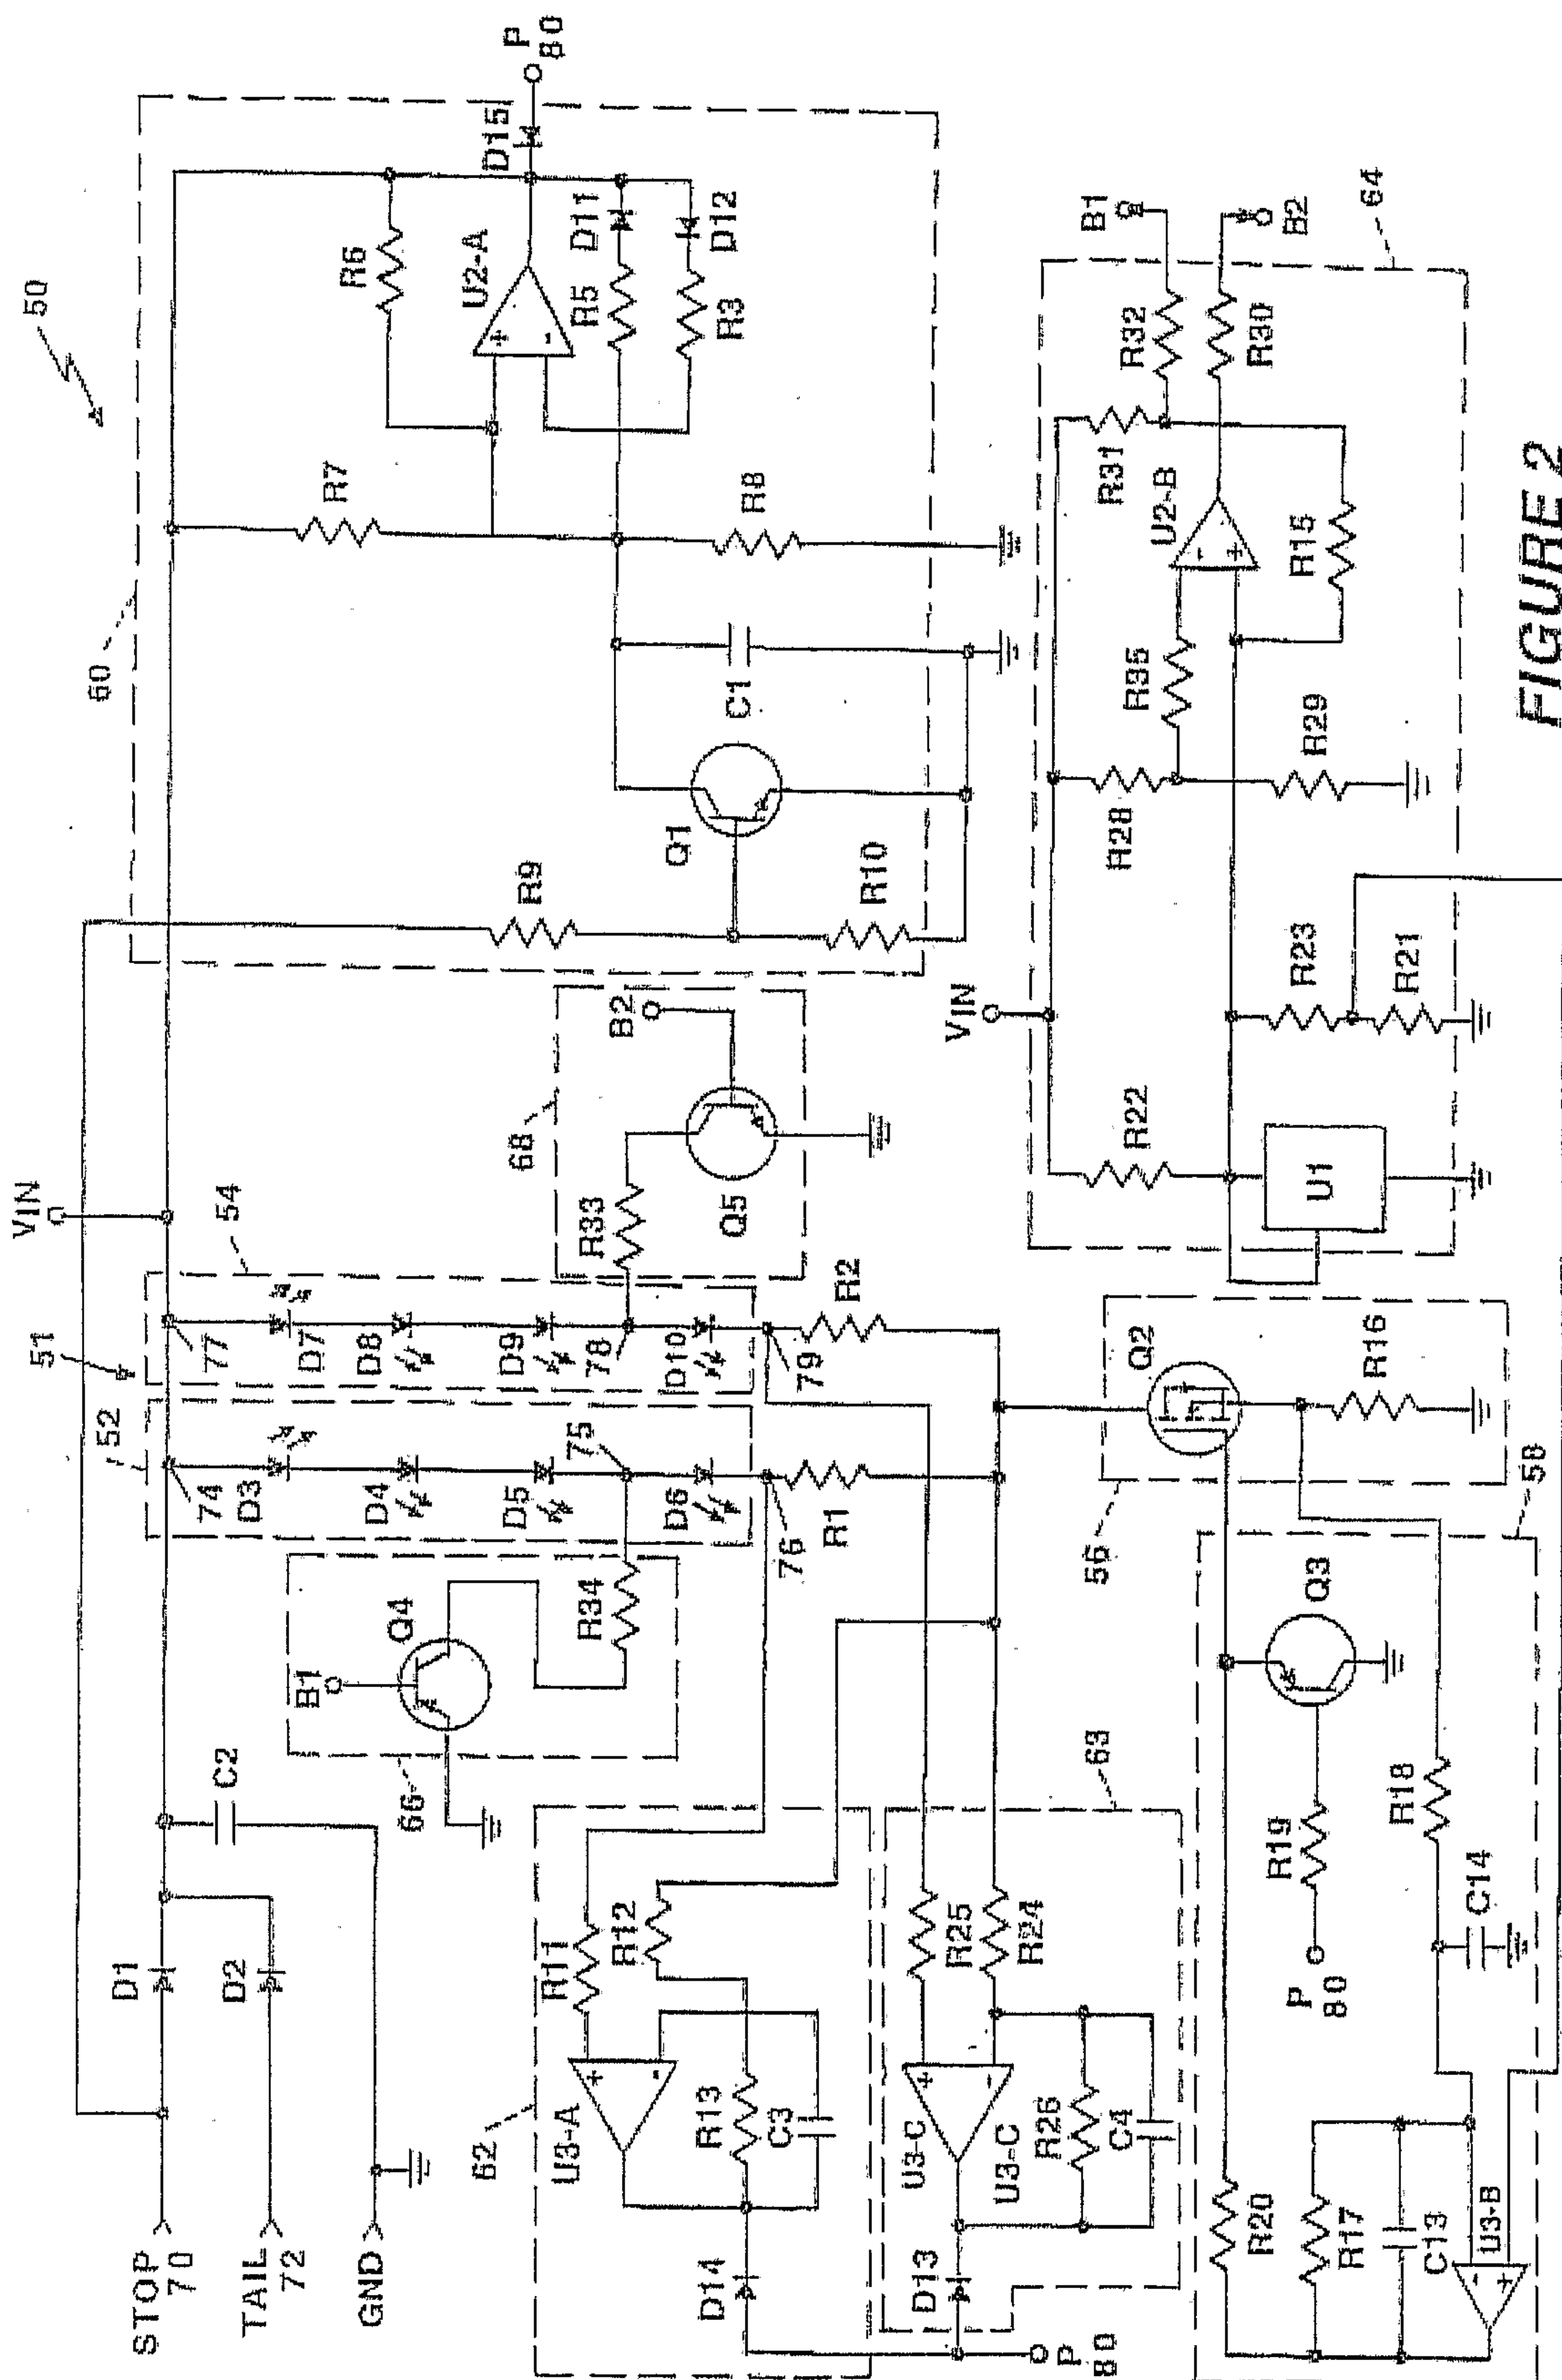 50
P
80
60
D15
R6
U2-A
D11
R5
D12
R3
R7
R8
C1
Q1
R9
R10
VIN
51
54
52
77
D7
D8
D9
78
D10
79
R2
74
D3
D4
D5
75
D6
76
R1
68
B2
R33
Q5
B1
Q4
R34
66
C2
D1
D2
STOP
70
TAIL
72
GND
62
R11
R12
U3-A
R13
C3
D14
63
R25
R24
U3-C
U3-C
R26
C4
D13
P
80
VIN
64
B1
B2
R32
R30
R31
U2-B
R15
R35
R28
R29
R23
R21
R22
U1
56
Q2
R16
58
Q3
R19
P
80
R18
C14
R20
R17
C13
U3-B
+
-
+
-
+
-
-
+
-
+
FIGURE 2